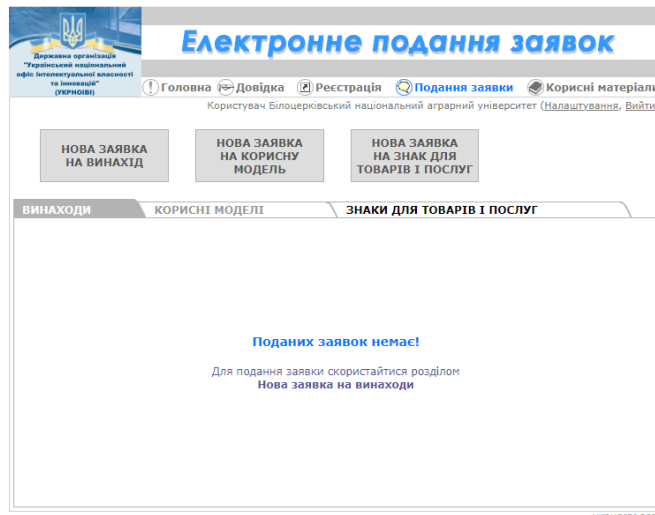 Державна організація
"Український національний
офіс інтелектуальної власності
та інновацій"
(УКРНОІВІ)
Електронне подання заявок
Головна Довідка Реєстрація Подання заявки Корисні матеріали
Користувач Білоцерківський національний аграрний університет (Налаштування, Вийти
НОВА ЗАЯВКА
НА ВИНАХІД
НОВА ЗАЯВКА
НА КОРИСНУ
МОДЕЛЬ
НОВА ЗАЯВКА
НА ЗНАК ДЛЯ
ТОВАРІВ І ПОСЛУГ
ВИНАХОДИ
КОРИСНІ МОДЕЛІ
ЗНАКИ ДЛЯ ТОВАРІВ І ПОСЛУГ
Поданих заявок немає!
Для подання заявки скористайтися розділом
Нова заявка на винаходи